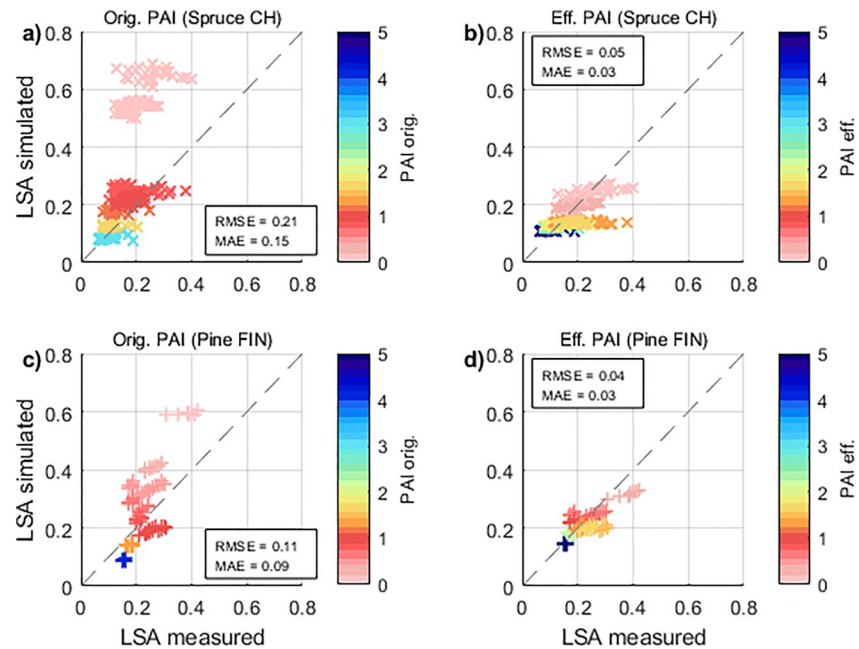 a) Orig. PAI (Spruce CH)
0.8
0.6
0.4
0.2
0
0 0.2 0.4 0.6 0.8
LSA simulated
RMSE = 0.21
MAE = 0.15
5
4
3
2
1
0
PAI orig.
b) Eff. PAI (Spruce CH)
0.8
0.6
0.4
0.2
0
0 0.2 0.4 0.6 0.8
RMSE = 0.05
MAE = 0.03
5
4
3
2
1
0
PAI eff.
c) Orig. PAI (Pine FIN)
0.8
0.6
0.4
0.2
0
0 0.2 0.4 0.6 0.8
LSA simulated
LSA measured
RMSE = 0.11
MAE = 0.09
5
4
3
2
1
0
PAI orig.
d) Eff. PAI (Pine FIN)
0.8
0.6
0.4
0.2
0
0 0.2 0.4 0.6 0.8
LSA measured
RMSE = 0.04
MAE = 0.03
5
4
3
2
1
0
PAI eff.